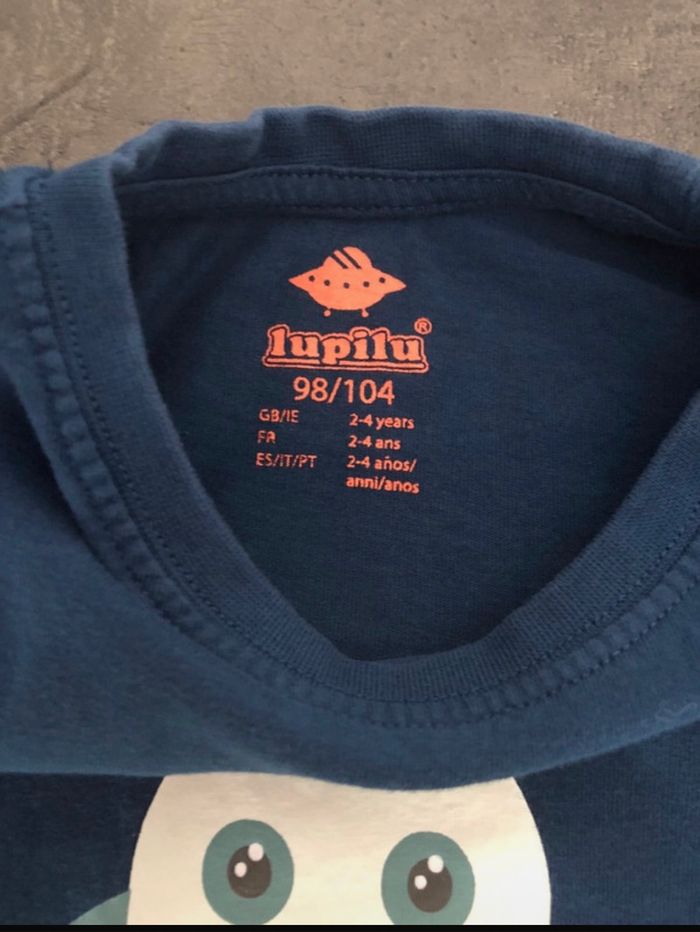 lupilu®
98/104
GB/IE 2-4 years
FR 2-4 ans
ES/IT/PT 2-4 años/
anni/anos